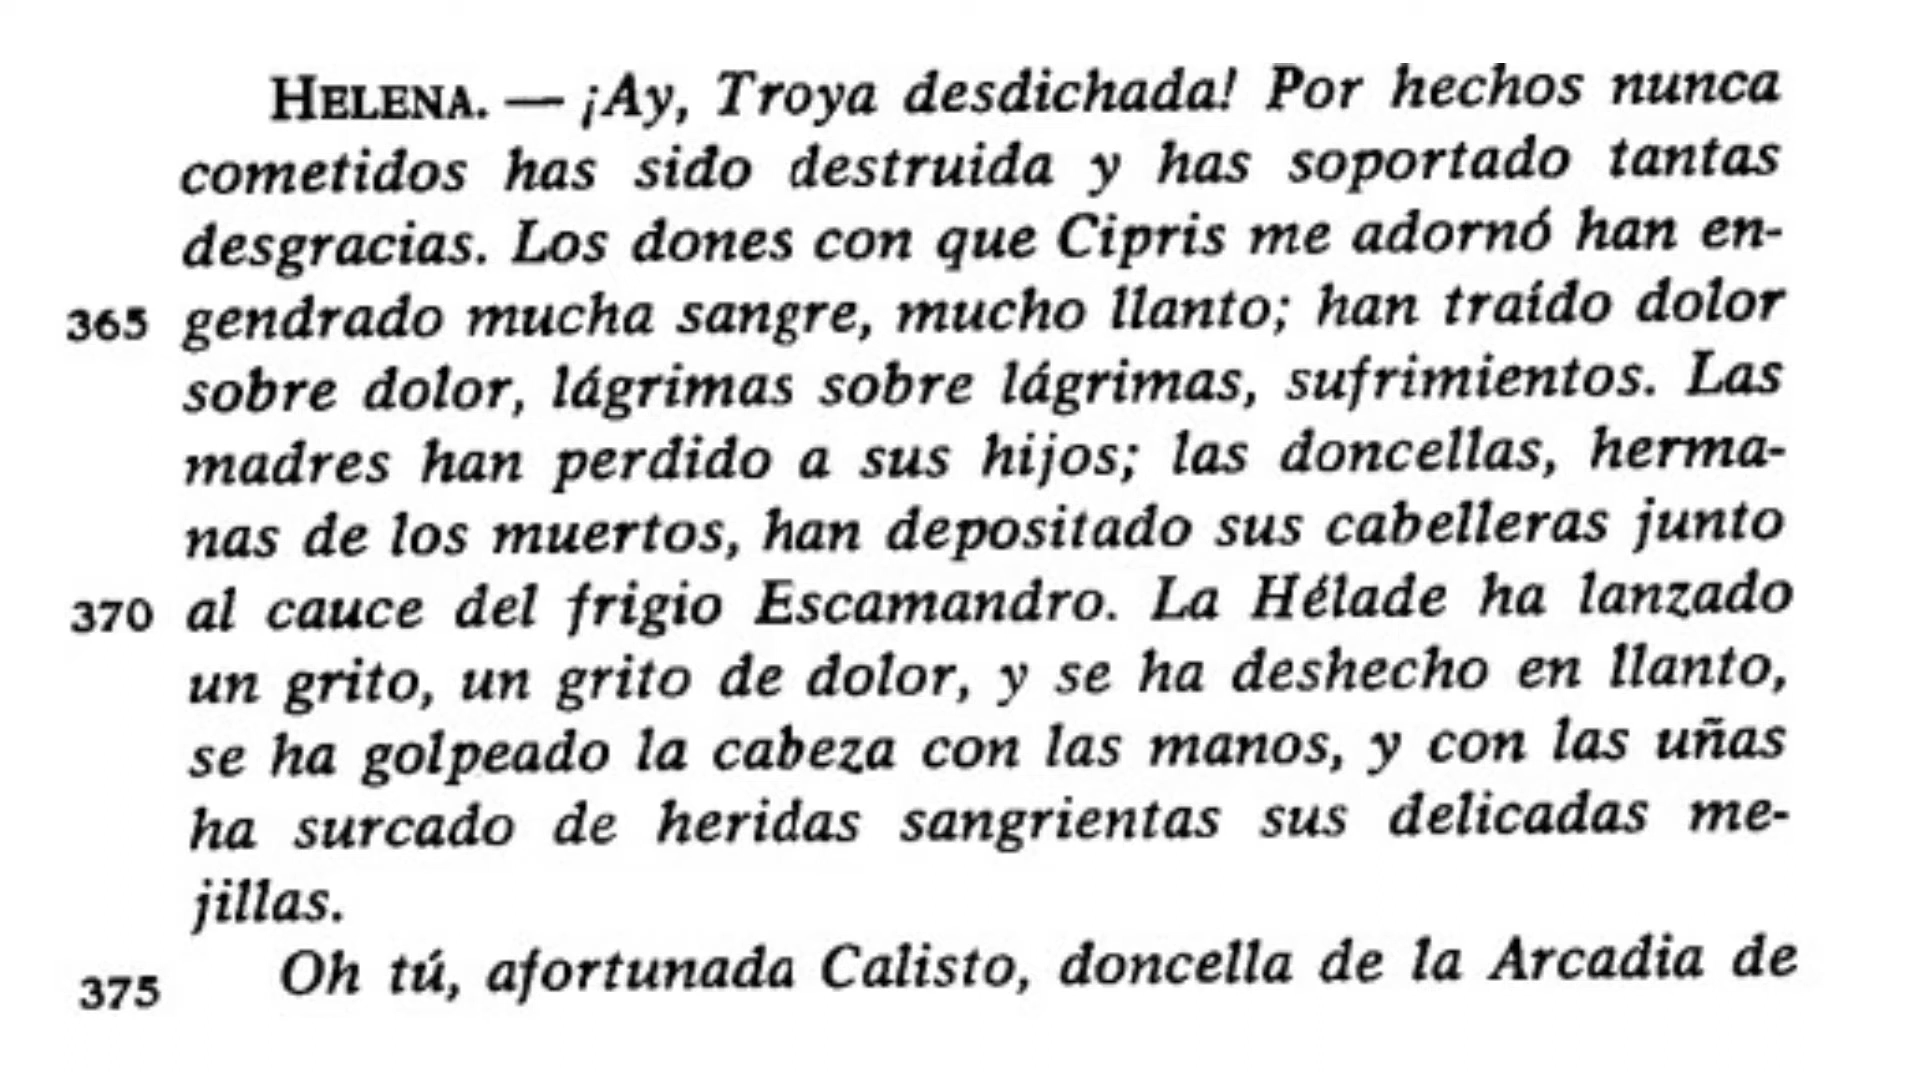 HELENA. — ¡Ay, Troya desdichada! Por hechos nunca
cometidos has sido destruida y has soportado tantas
desgracias. Los dones con que Cipris me adornó han en-
365 gendrado mucha sangre, mucho llanto; han traído dolor
sobre dolor, lágrimas sobre lágrimas, sufrimientos. Las
madres han perdido a sus hijos; las doncellas, herma-
nas de los muertos, han depositado sus cabelleras junto
370 al cauce del frigio Escamandro. La Hélade ha lanzado
un grito, un grito de dolor, y se ha deshecho en llanto,
se ha golpeado la cabeza con las manos, y con las uñas
ha surcado de heridas sangrientas sus delicadas me-
jillas.
375 Oh tú, afortunada Calisto, doncella de la Arcadia de